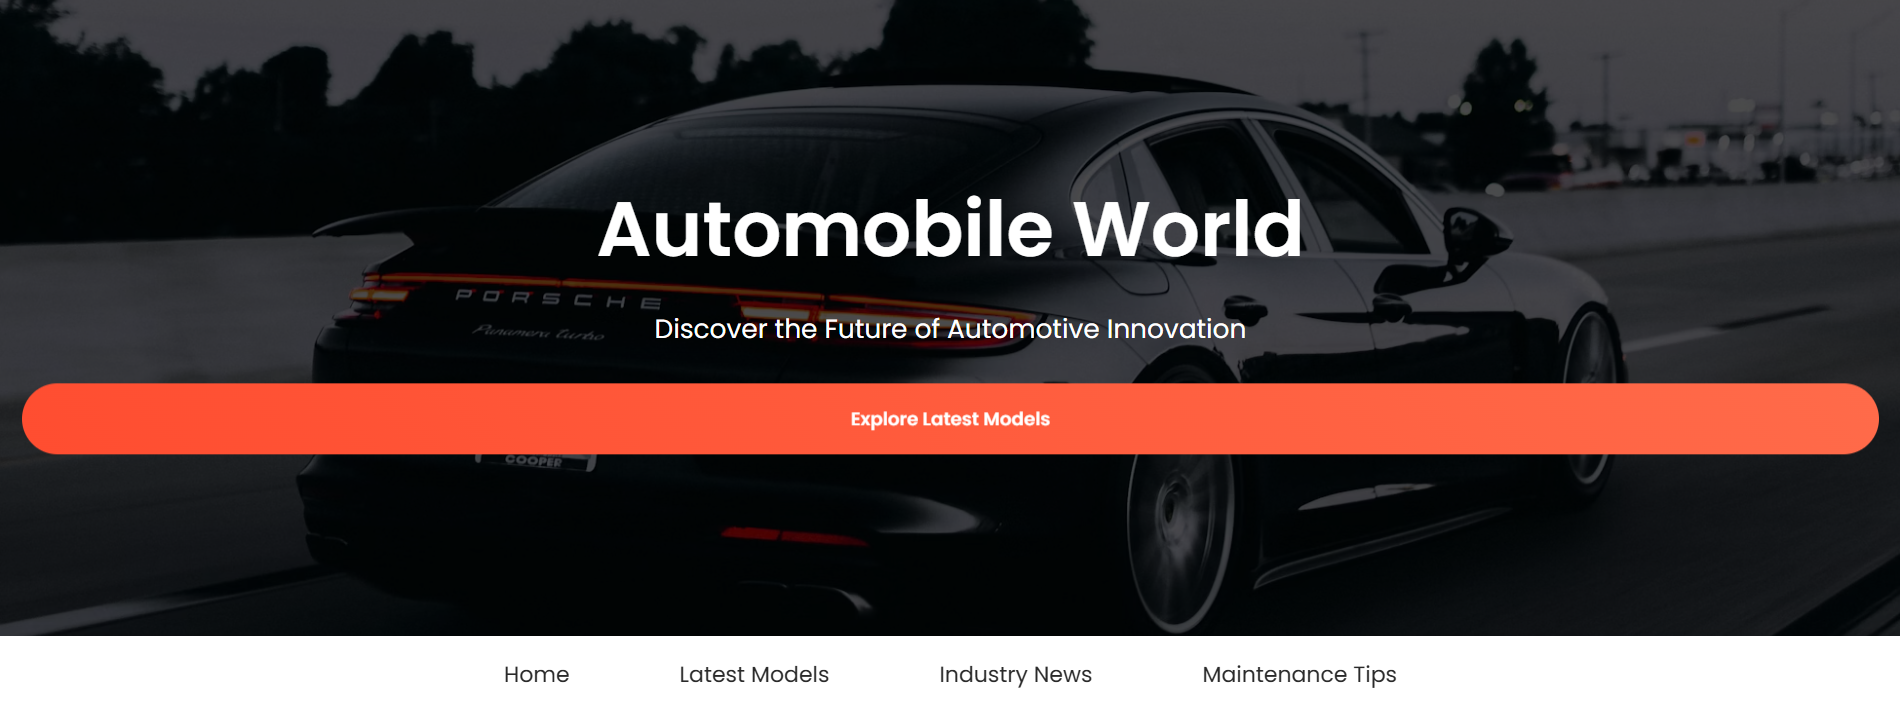 Automobile World
PORSCHE
Discover the Future of Automotive Innovation
Panamera turbo
Explore Latest Models
COOPER
Home
Latest Models
Industry News
Maintenance Tips